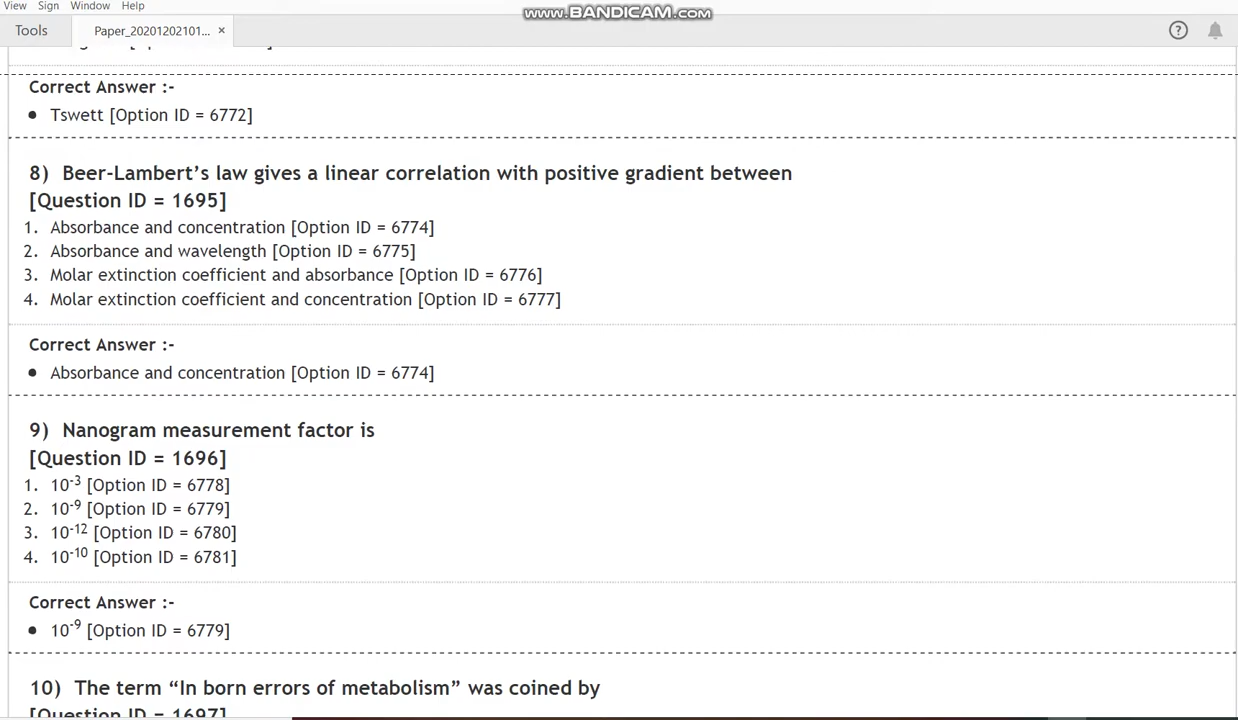 View Sign Window Help
www.BANDICAM.com
Tools Paper_20201202101... ×
Correct Answer :-
• Tswett [Option ID = 6772]
8) Beer-Lambert’s law gives a linear correlation with positive gradient between
[Question ID = 1695]
1. Absorbance and concentration [Option ID = 6774]
2. Absorbance and wavelength [Option ID = 6775]
3. Molar extinction coefficient and absorbance [Option ID = 6776]
4. Molar extinction coefficient and concentration [Option ID = 6777]
Correct Answer :-
• Absorbance and concentration [Option ID = 6774]
9) Nanogram measurement factor is
[Question ID = 1696]
1. 10⁻³ [Option ID = 6778]
2. 10⁻⁹ [Option ID = 6779]
3. 10⁻¹² [Option ID = 6780]
4. 10⁻¹⁰ [Option ID = 6781]
Correct Answer :-
• 10⁻⁹ [Option ID = 6779]
10) The term “In born errors of metabolism” was coined by
[Question ID = 1697]